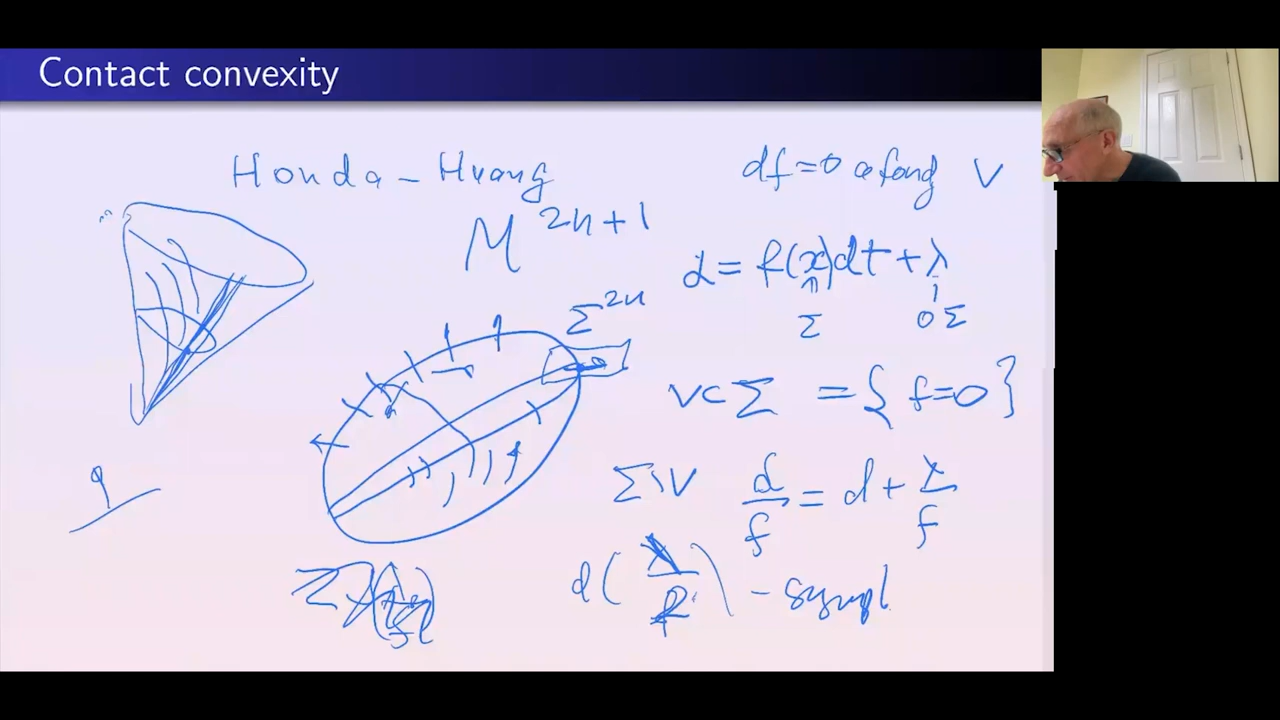 Contact convexity
Honda - Huang
df=0 along V
M^{2n+1}
α = f(x)dt + λ
Σ
Σ
Σ^{2n}
V⊂Σ = {f=0}
Σ\V α/f = dt + λ/f
d(λ/f) - sympl